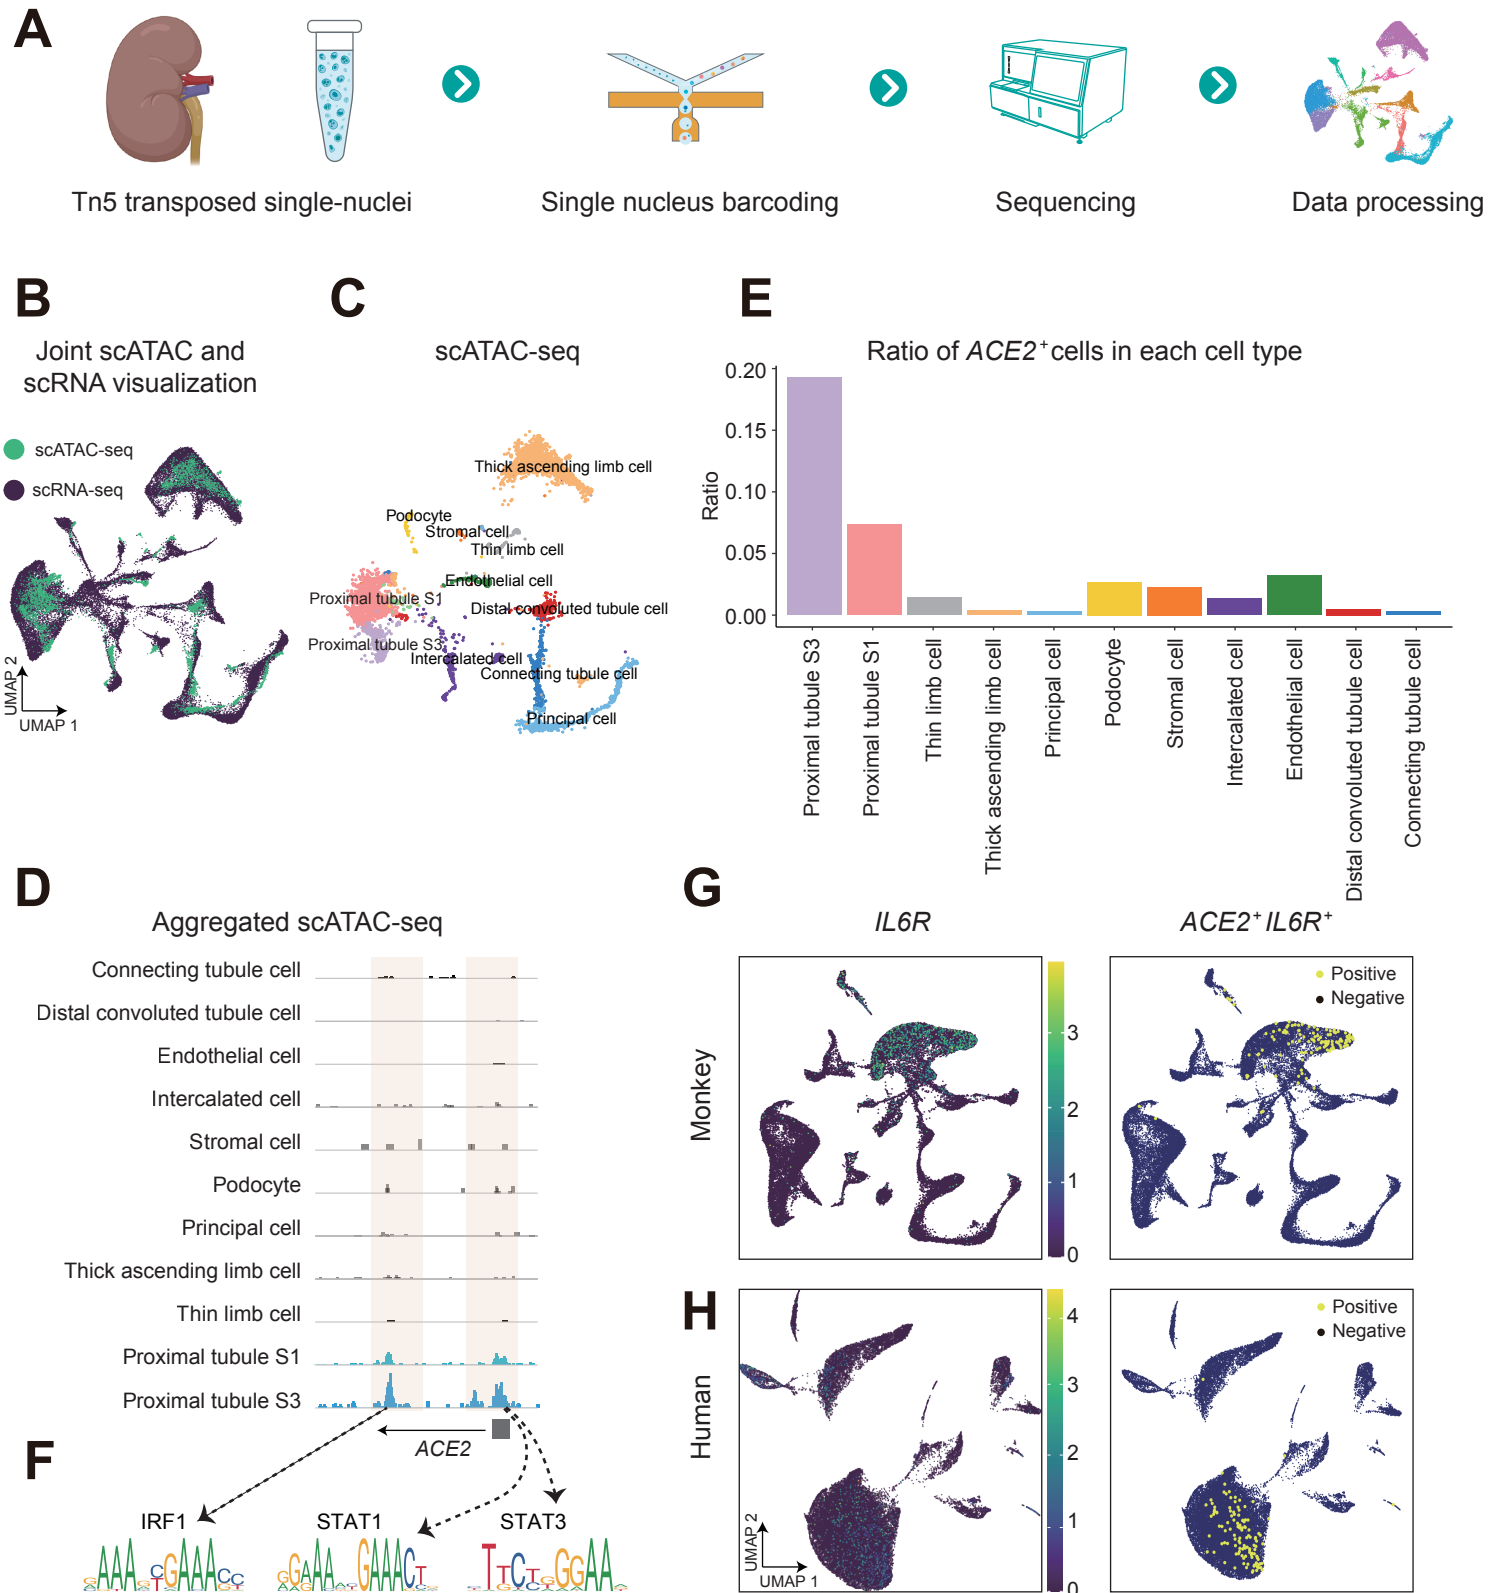 A
Tn5 transposed single-nuclei
Single nucleus barcoding
Sequencing
Data processing
B
Joint scATAC and
scRNA visualization
scATAC-seq
scRNA-seq
UMAP 2
UMAP 1
C
scATAC-seq
Thick ascending limb cell
Podocyte
Stromal cell
Thin limb cell
Endothelial cell
Proximal tubule S1
Distal convoluted tubule cell
Proximal tubule S3
Intercalated cell
Connecting tubule cell
Principal cell
E
Ratio of ACE2+ cells in each cell type
Ratio
0.20
0.15
0.10
0.05
0.00
Proximal tubule S3
Proximal tubule S1
Thin limb cell
Thick ascending limb cell
Principal cell
Podocyte
Stromal cell
Intercalated cell
Endothelial cell
Distal convoluted tubule cell
Connecting tubule cell
D
Aggregated scATAC-seq
Connecting tubule cell
Distal convoluted tubule cell
Endothelial cell
Intercalated cell
Stromal cell
Podocyte
Principal cell
Thick ascending limb cell
Thin limb cell
Proximal tubule S1
Proximal tubule S3
ACE2
F
IRF1
STAT1
STAT3
G
IL6R
ACE2+ IL6R+
Monkey
3
2
1
0
Positive
Negative
H
Human
4
3
2
1
0
UMAP 2
UMAP 1
Positive
Negative